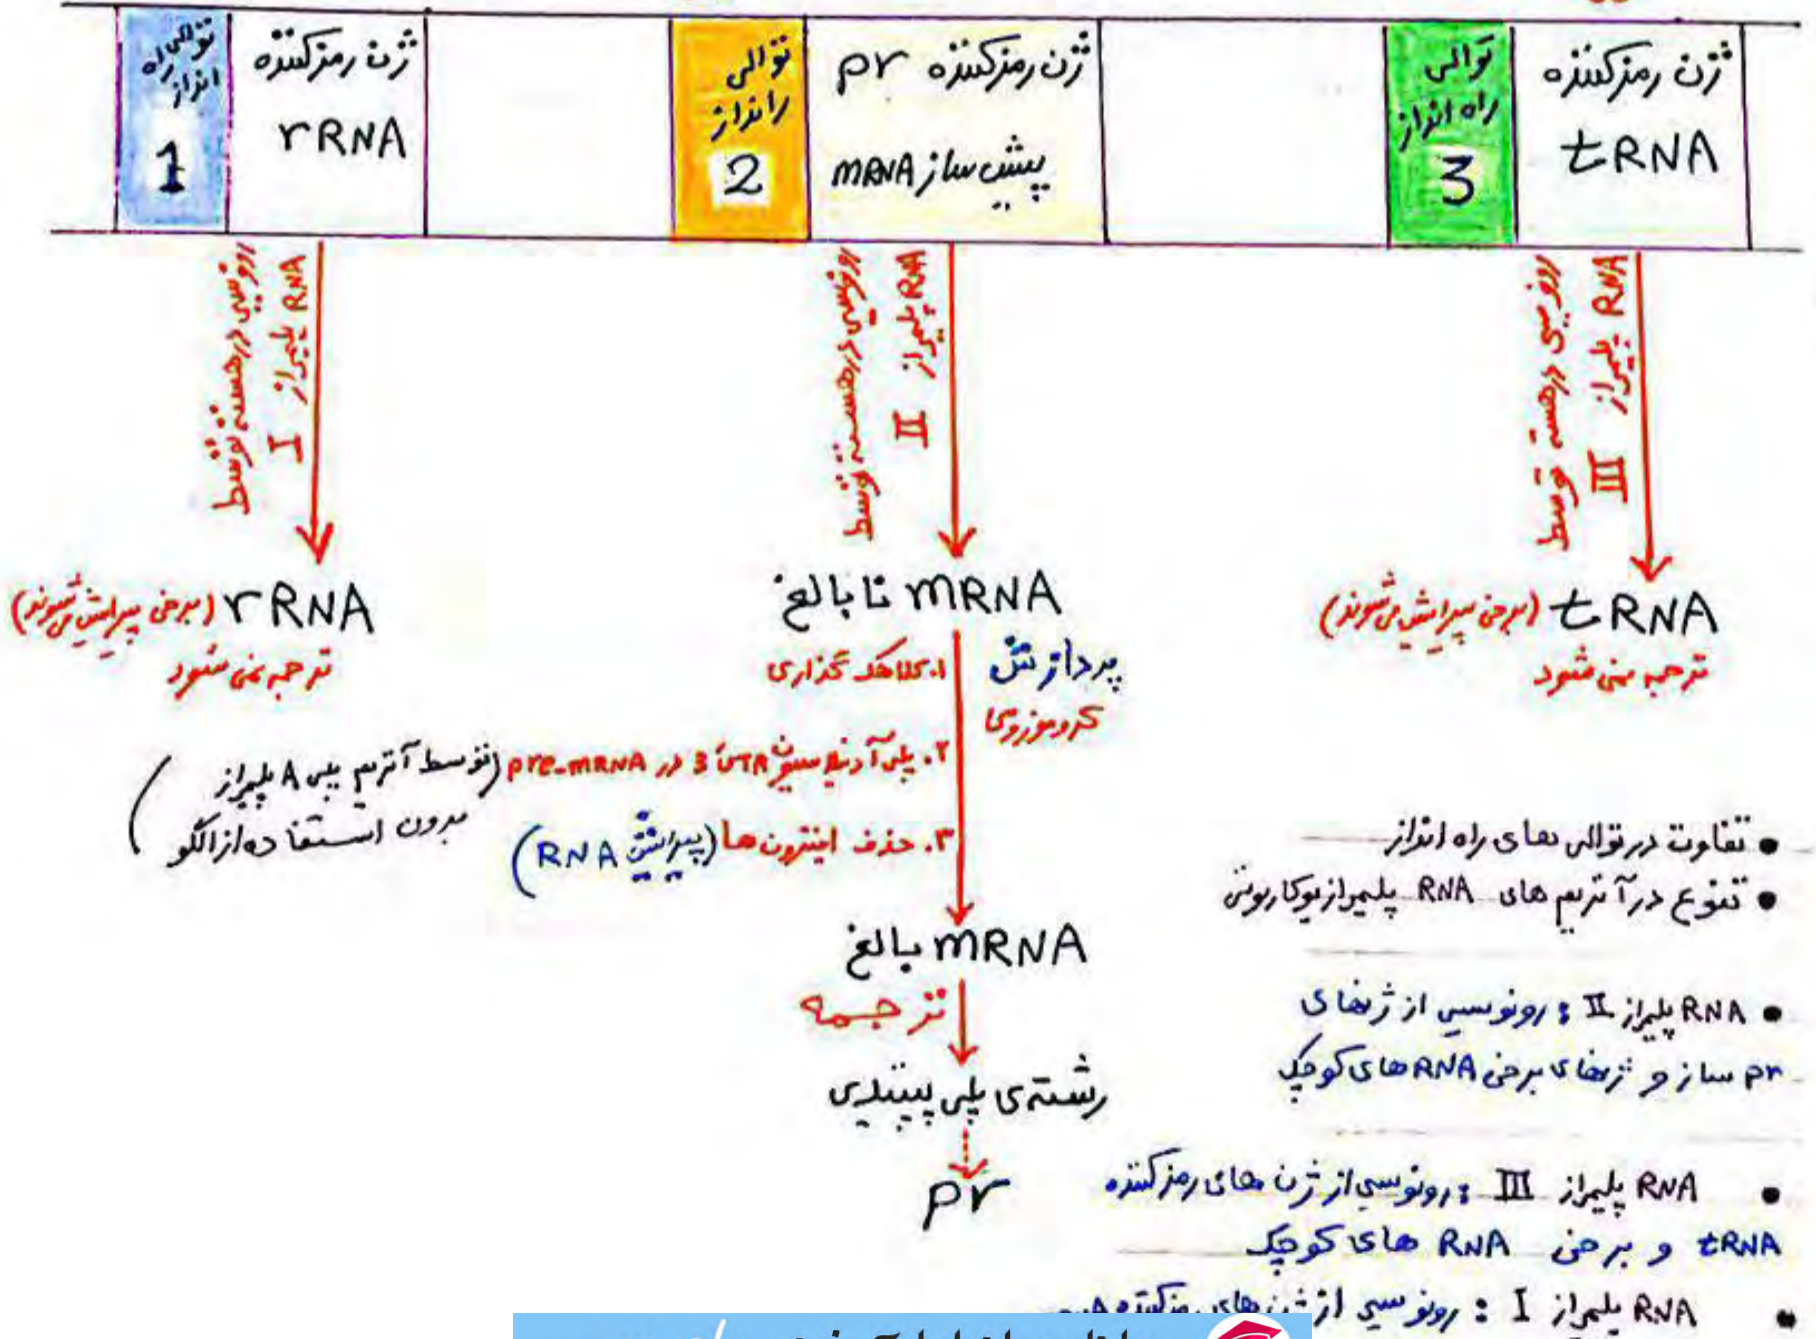 توالی راه
انداز
1
ژن رمزکننده
rRNA
توالی
راه‌انداز
2
ژن رمزکننده pr
پیش ساز mRNA
توالی
راه انداز
3
ژن رمزکننده
tRNA
رونویسی در هسته توسط
RNA پلیمراز I
رونویسی در هسته توسط
RNA پلیمراز II
رونویسی در هسته توسط
RNA پلیمراز III
rRNA (برخی پیرایش می‌شوند)
ترجمه نمی شود
mRNA نابالغ
tRNA (برخی پیرایش می‌شوند)
ترجمه نمی شود
پردازش
۱. کلاهک گذاری
۲. پلی آدنیلاسیون 3 UTR در pre-mRNA (توسط آنزیم پلی A پلیمراز
بدون استفاده از الگو)
۳. حذف اینترون ها (پیرایش RNA)
mRNA بالغ
ترجمه
رشته‌ی پلی پپتیدی
pr
• تفاوت در توالی های راه انداز
• تنوع در آنزیم های RNA پلیمراز یوکاریوتی
• RNA پلیمراز II : رونویسی از ژنهای
pr ساز و ژنهای برخی RNA های کوچک
• RNA پلیمراز III : رونویسی از ژن های رمزکننده
tRNA و برخی RNA های کوچک
• RNA پلیمراز I : رونویسی از ژن های رمزکننده